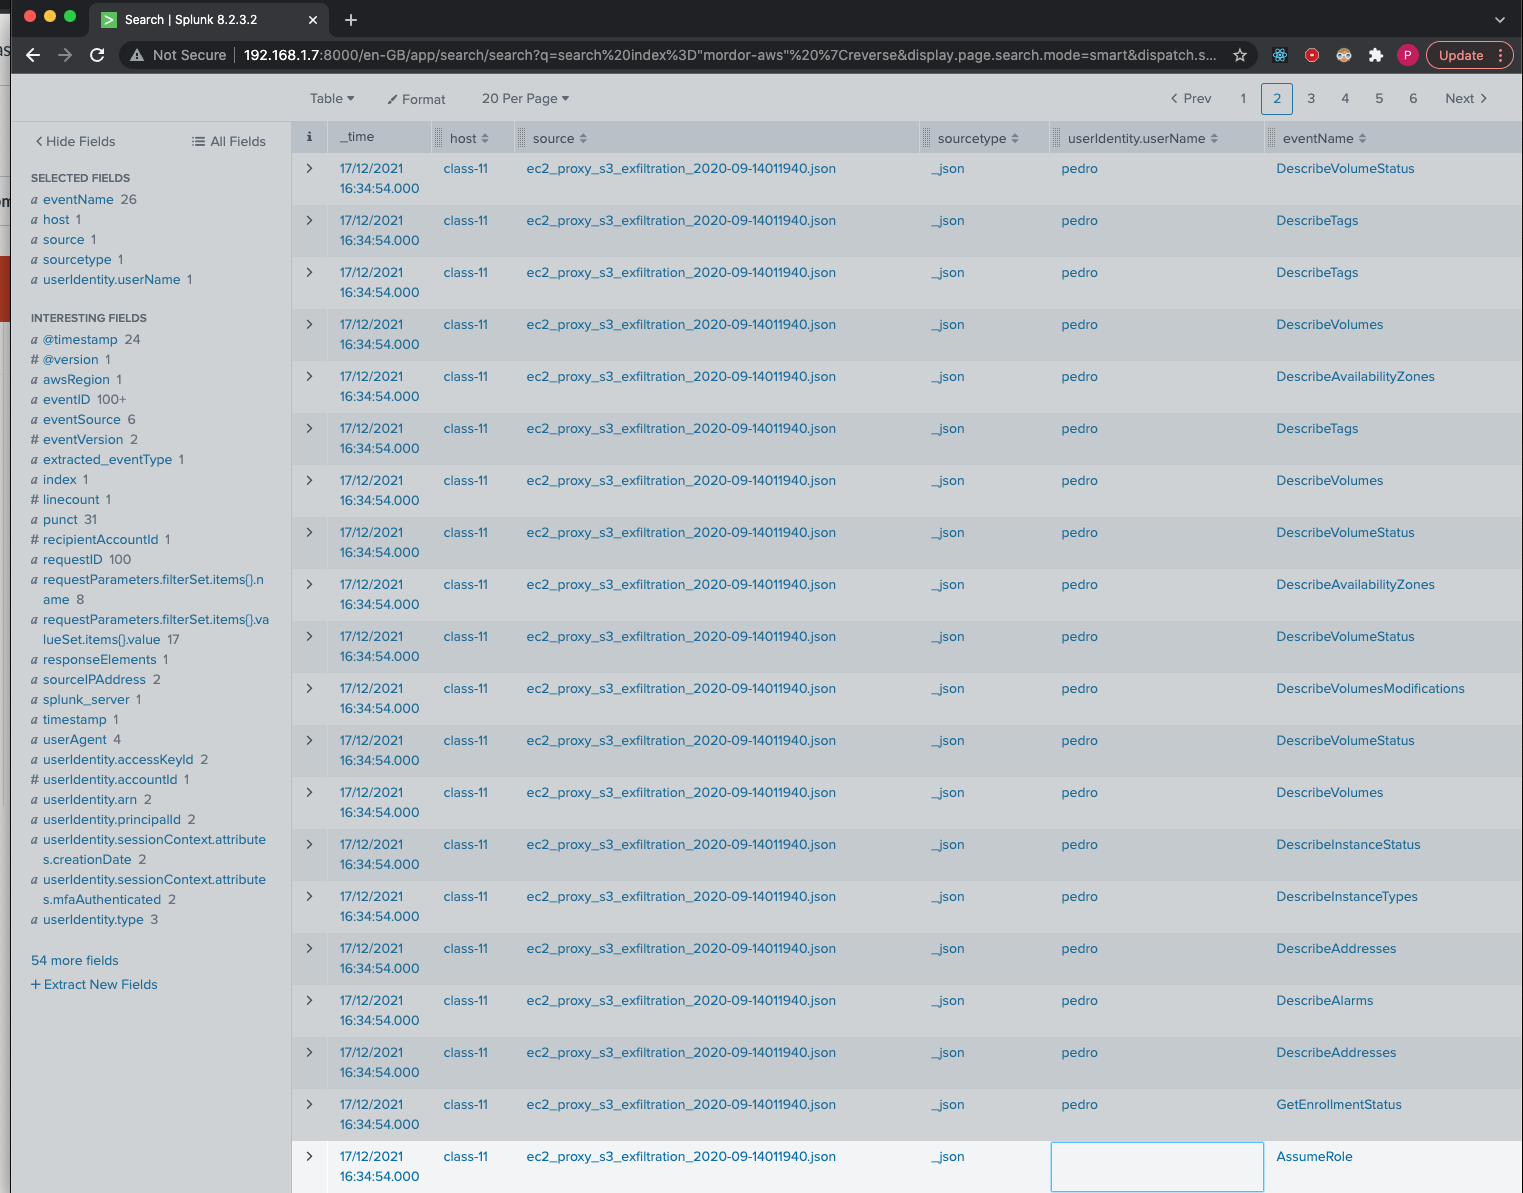 Search | Splunk 8.2.3.2
Not Secure 192.168.1.7:8000/en-GB/app/search/search?q=search%20index%3D"mordor-aws"%20%7Creverse&display.page.search.mode=smart&dispatch.s... P Update
Table Format 20 Per Page Prev 1 2 3 4 5 6 Next
Hide Fields All Fields
SELECTED FIELDS
a eventName 26
a host 1
a source 1
a sourcetype 1
a userIdentity.userName 1
INTERESTING FIELDS
a @timestamp 24
# @version 1
a awsRegion 1
a eventID 100+
a eventSource 6
# eventVersion 2
a extracted_eventType 1
a index 1
# linecount 1
a punct 31
# recipientAccountId 1
a requestID 100
a requestParameters.filterSet.items{}.n
ame 8
a requestParameters.filterSet.items{}.va
lueSet.items{}.value 17
a responseElements 1
a sourceIPAddress 2
a splunk_server 1
a timestamp 1
a userAgent 4
a userIdentity.accessKeyId 2
# userIdentity.accountId 1
a userIdentity.arn 2
a userIdentity.principalId 2
a userIdentity.sessionContext.attribute
s.creationDate 2
a userIdentity.sessionContext.attribute
s.mfaAuthenticated 2
a userIdentity.type 3
54 more fields
+ Extract New Fields
i _time host source sourcetype userIdentity.userName eventName
17/12/2021 class-11 ec2_proxy_s3_exfiltration_2020-09-14011940.json _json pedro DescribeVolumeStatus
16:34:54.000
17/12/2021 class-11 ec2_proxy_s3_exfiltration_2020-09-14011940.json _json pedro DescribeTags
16:34:54.000
17/12/2021 class-11 ec2_proxy_s3_exfiltration_2020-09-14011940.json _json pedro DescribeTags
16:34:54.000
17/12/2021 class-11 ec2_proxy_s3_exfiltration_2020-09-14011940.json _json pedro DescribeVolumes
16:34:54.000
17/12/2021 class-11 ec2_proxy_s3_exfiltration_2020-09-14011940.json _json pedro DescribeAvailabilityZones
16:34:54.000
17/12/2021 class-11 ec2_proxy_s3_exfiltration_2020-09-14011940.json _json pedro DescribeTags
16:34:54.000
17/12/2021 class-11 ec2_proxy_s3_exfiltration_2020-09-14011940.json _json pedro DescribeVolumes
16:34:54.000
17/12/2021 class-11 ec2_proxy_s3_exfiltration_2020-09-14011940.json _json pedro DescribeVolumeStatus
16:34:54.000
17/12/2021 class-11 ec2_proxy_s3_exfiltration_2020-09-14011940.json _json pedro DescribeAvailabilityZones
16:34:54.000
17/12/2021 class-11 ec2_proxy_s3_exfiltration_2020-09-14011940.json _json pedro DescribeVolumeStatus
16:34:54.000
17/12/2021 class-11 ec2_proxy_s3_exfiltration_2020-09-14011940.json _json pedro DescribeVolumesModifications
16:34:54.000
17/12/2021 class-11 ec2_proxy_s3_exfiltration_2020-09-14011940.json _json pedro DescribeVolumeStatus
16:34:54.000
17/12/2021 class-11 ec2_proxy_s3_exfiltration_2020-09-14011940.json _json pedro DescribeVolumes
16:34:54.000
17/12/2021 class-11 ec2_proxy_s3_exfiltration_2020-09-14011940.json _json pedro DescribeInstanceStatus
16:34:54.000
17/12/2021 class-11 ec2_proxy_s3_exfiltration_2020-09-14011940.json _json pedro DescribeInstanceTypes
16:34:54.000
17/12/2021 class-11 ec2_proxy_s3_exfiltration_2020-09-14011940.json _json pedro DescribeAddresses
16:34:54.000
17/12/2021 class-11 ec2_proxy_s3_exfiltration_2020-09-14011940.json _json pedro DescribeAlarms
16:34:54.000
17/12/2021 class-11 ec2_proxy_s3_exfiltration_2020-09-14011940.json _json pedro DescribeAddresses
16:34:54.000
17/12/2021 class-11 ec2_proxy_s3_exfiltration_2020-09-14011940.json _json pedro GetEnrollmentStatus
16:34:54.000
17/12/2021 class-11 ec2_proxy_s3_exfiltration_2020-09-14011940.json _json AssumeRole
16:34:54.000